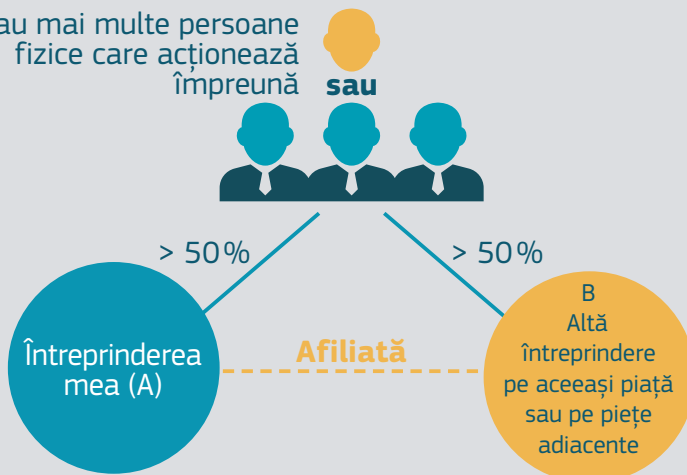 au mai multe persoane
fizice care acționează
împreună
sau
> 50 %
> 50 %
Întreprinderea
mea (A)
Afiliată
B
Altă
întreprindere
pe aceeași piață
sau pe piețe
adiacente